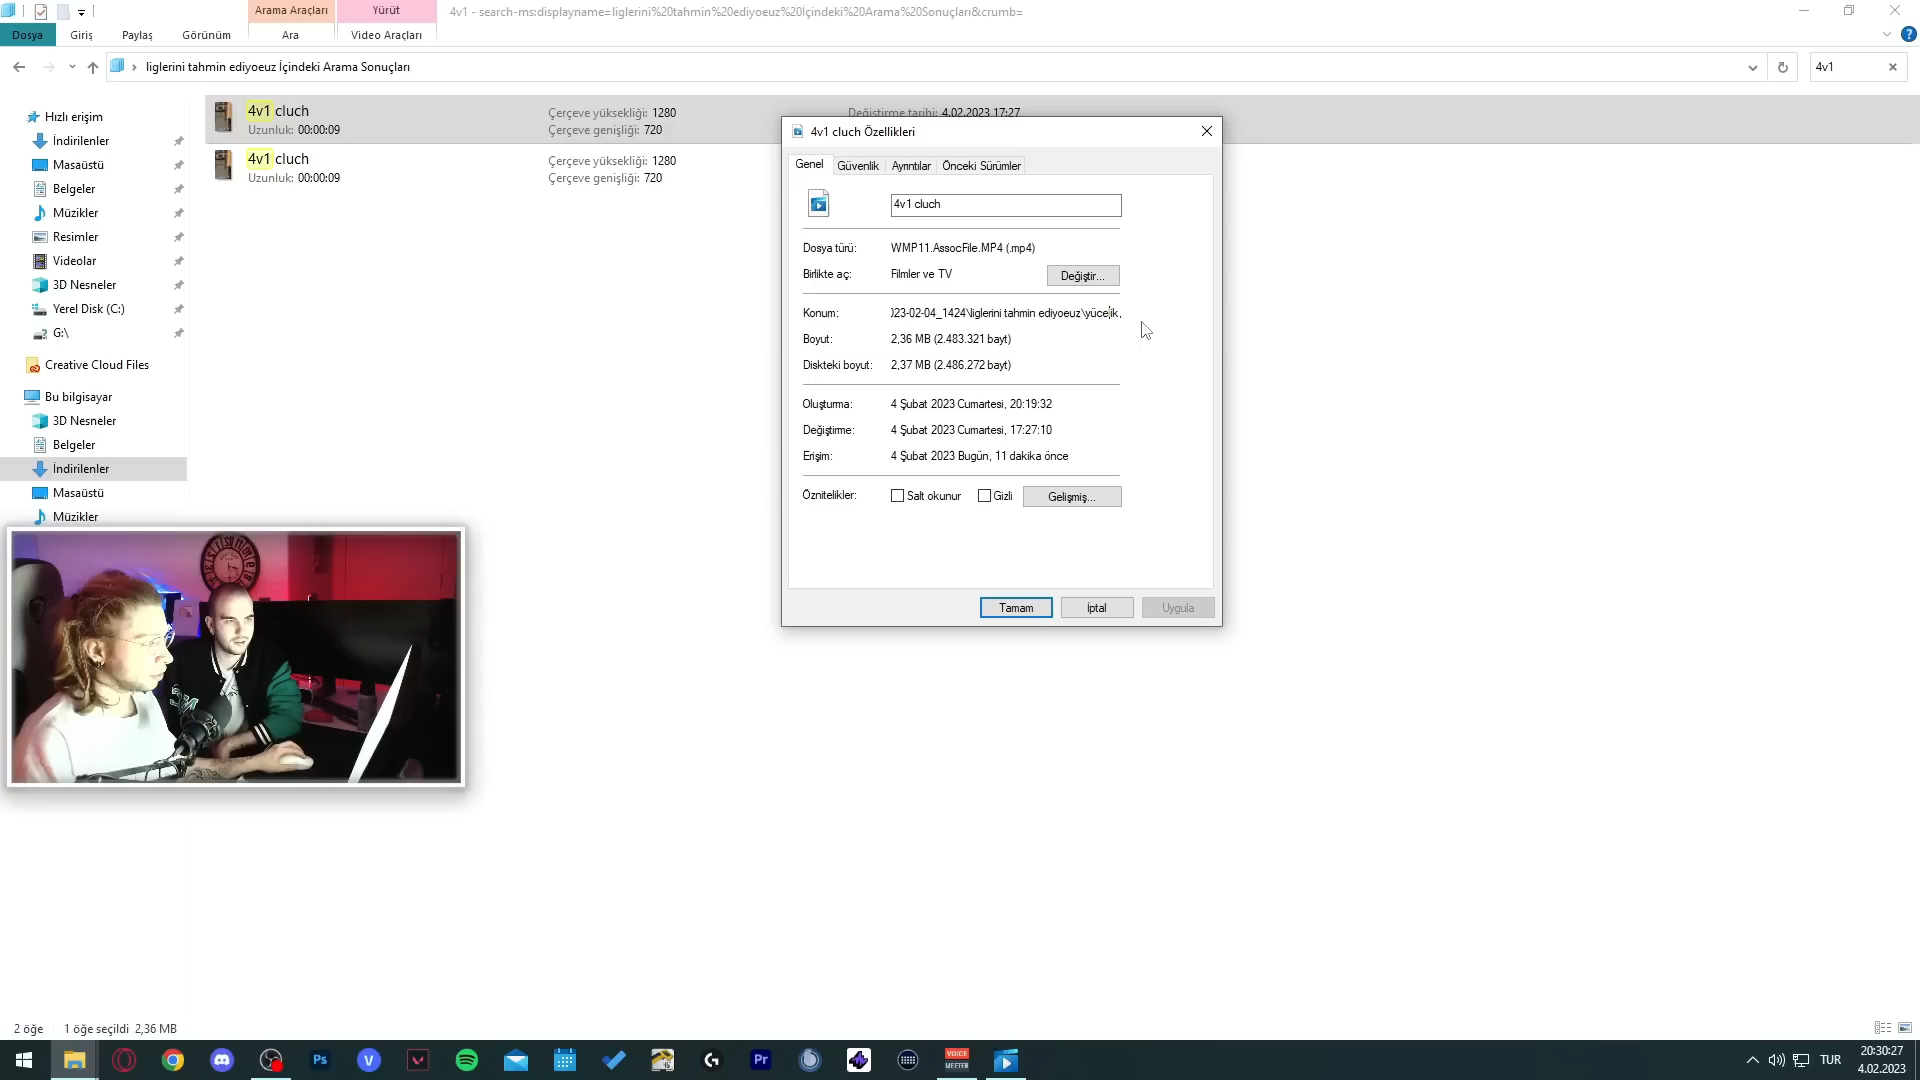 Arama Araçları
Yürüt
4v1 - search-ms:displayname=liglerini%20tahmin%20ediyoeuz%20İçindeki%20Arama%20Sonuçları&crumb=
Dosya
Giriş
Paylaş
Görünüm
Ara
Video Araçları
liglerini tahmin ediyoeuz İçindeki Arama Sonuçları
4v1
Hızlı erişim
İndirilenler
Masaüstü
Belgeler
Müzikler
Resimler
Videolar
3D Nesneler
Yerel Disk (C:)
G:\
Creative Cloud Files
Bu bilgisayar
3D Nesneler
Belgeler
İndirilenler
Masaüstü
Müzikler
4v1 cluch
Uzunluk: 00:00:09
Çerçeve yüksekliği: 1280
Çerçeve genişliği: 720
Değiştirme tarihi: 4.02.2023 17:27
4v1 cluch
Uzunluk: 00:00:09
Çerçeve yüksekliği: 1280
Çerçeve genişliği: 720
4v1 cluch Özellikleri
Genel
Güvenlik
Ayrıntılar
Önceki Sürümler
4v1 cluch
Dosya türü: WMP11.AssocFile.MP4 (.mp4)
Birlikte aç: Filmler ve TV
Değiştir...
Konum: 023-02-04_1424\liglerini tahmin ediyoeuz\yücelik,
Boyut: 2,36 MB (2.483.321 bayt)
Diskteki boyut: 2,37 MB (2.486.272 bayt)
Oluşturma: 4 Şubat 2023 Cumartesi, 20:19:32
Değiştirme: 4 Şubat 2023 Cumartesi, 17:27:10
Erişim: 4 Şubat 2023 Bugün, 11 dakika önce
Öznitelikler:
Salt okunur
Gizli
Gelişmiş...
Tamam
İptal
Uygula
2 öğe
1 öğe seçildi 2,36 MB
Ps
V
Pr
VOICE
MEETER
TUR
20:30:27
4.02.2023